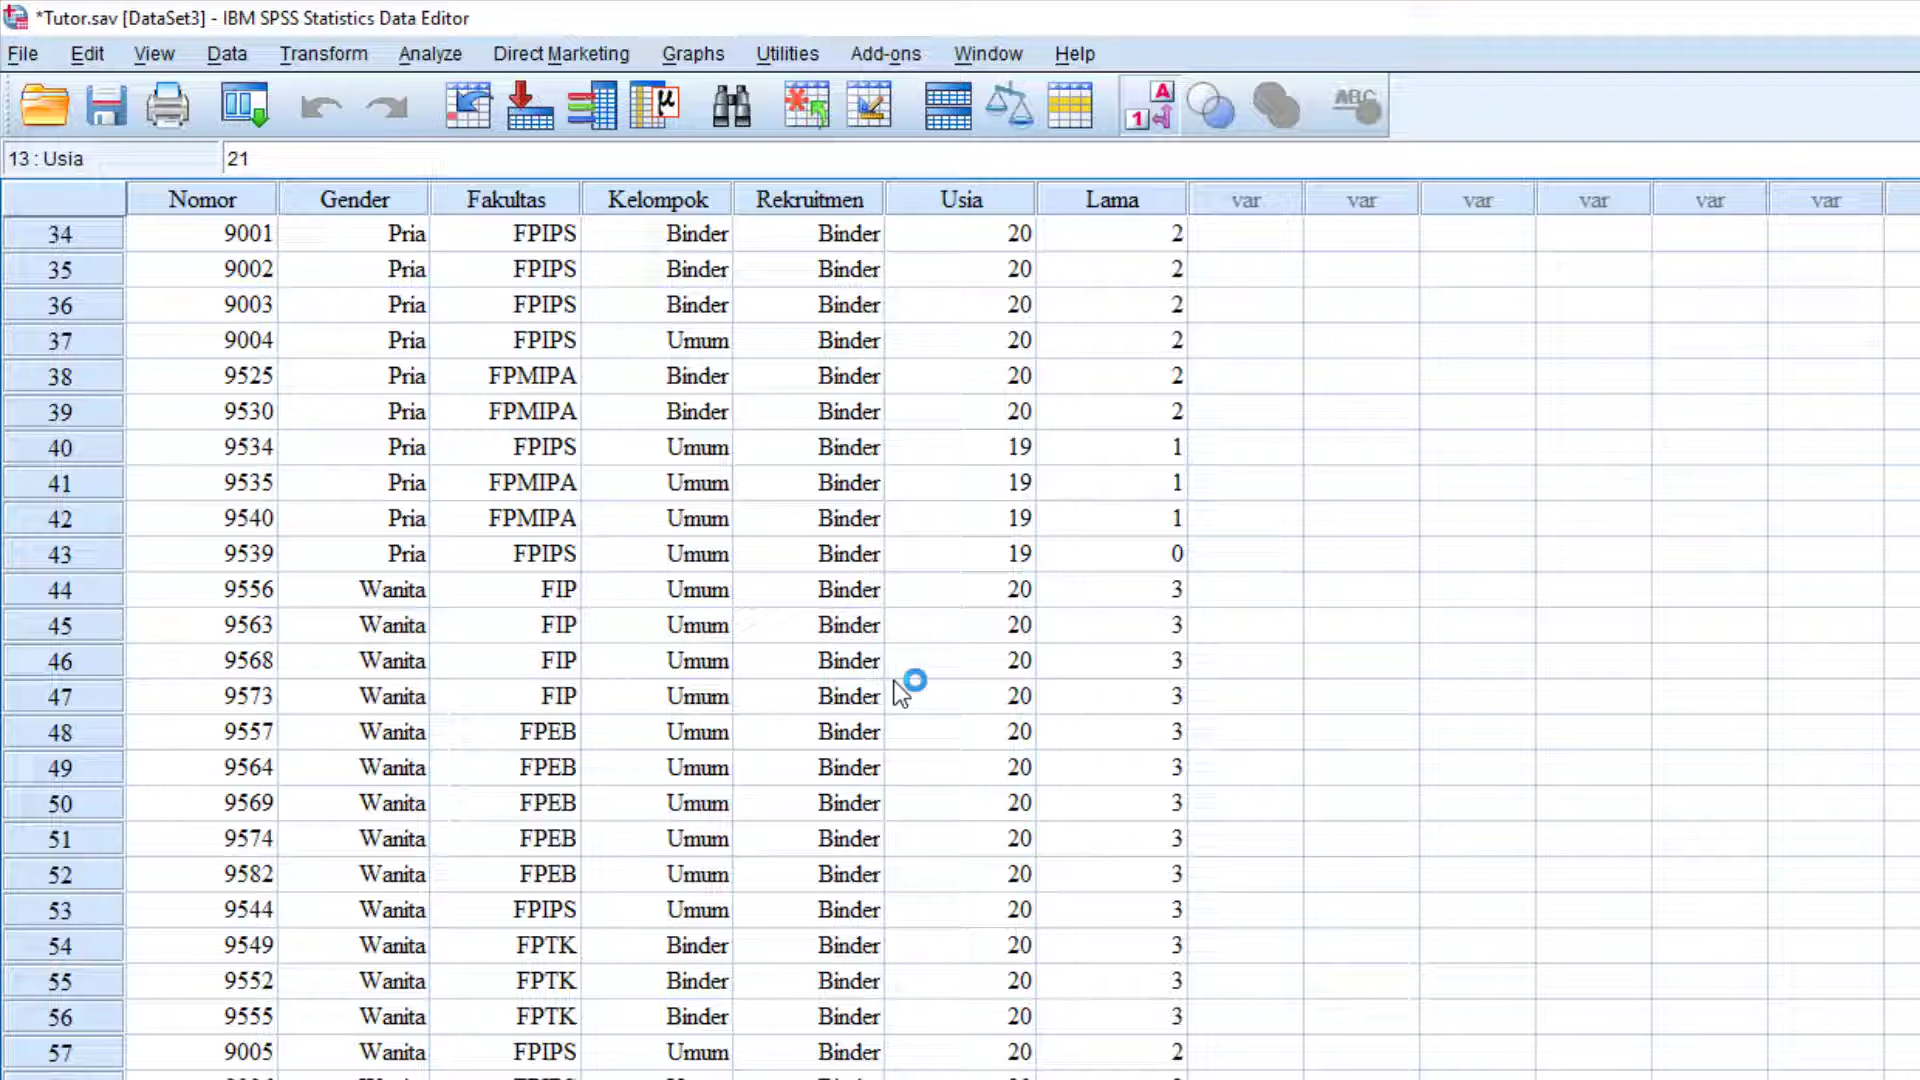 *Tutor.sav [DataSet3] - IBM SPSS Statistics Data Editor
File Edit View Data Transform Analyze Direct Marketing Graphs Utilities Add-ons Window Help
13 : Usia 21
Nomor Gender Fakultas Kelompok Rekruitmen Usia Lama var var var var var var
34 9001 Pria FPIPS Binder Binder 20 2
35 9002 Pria FPIPS Binder Binder 20 2
36 9003 Pria FPIPS Binder Binder 20 2
37 9004 Pria FPIPS Umum Binder 20 2
38 9525 Pria FPMIPA Binder Binder 20 2
39 9530 Pria FPMIPA Binder Binder 20 2
40 9534 Pria FPIPS Umum Binder 19 1
41 9535 Pria FPMIPA Umum Binder 19 1
42 9540 Pria FPMIPA Umum Binder 19 1
43 9539 Pria FPIPS Umum Binder 19 0
44 9556 Wanita FIP Umum Binder 20 3
45 9563 Wanita FIP Umum Binder 20 3
46 9568 Wanita FIP Umum Binder 20 3
47 9573 Wanita FIP Umum Binder 20 3
48 9557 Wanita FPEB Umum Binder 20 3
49 9564 Wanita FPEB Umum Binder 20 3
50 9569 Wanita FPEB Umum Binder 20 3
51 9574 Wanita FPEB Umum Binder 20 3
52 9582 Wanita FPEB Umum Binder 20 3
53 9544 Wanita FPIPS Umum Binder 20 3
54 9549 Wanita FPTK Binder Binder 20 3
55 9552 Wanita FPTK Binder Binder 20 3
56 9555 Wanita FPTK Binder Binder 20 3
57 9005 Wanita FPIPS Umum Binder 20 2